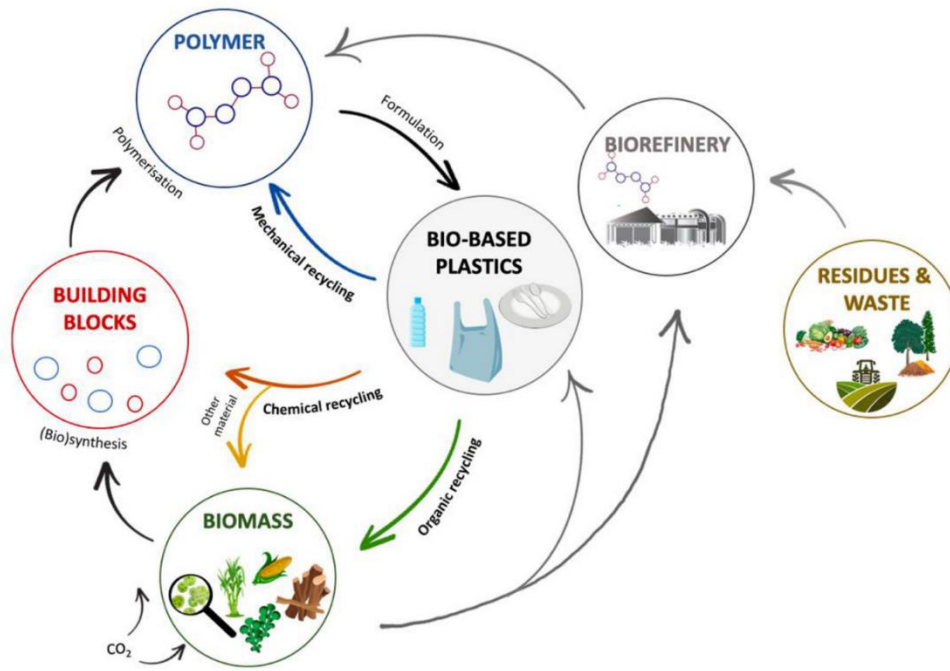 POLYMER
Formulation
Polymerisation
Mechanical recycling
BIOREFINERY
BIO-BASED
PLASTICS
RESIDUES &
WASTE
BUILDING
BLOCKS
Other
material
Chemical recycling
(Bio)synthesis
Organic recycling
BIOMASS
CO₂